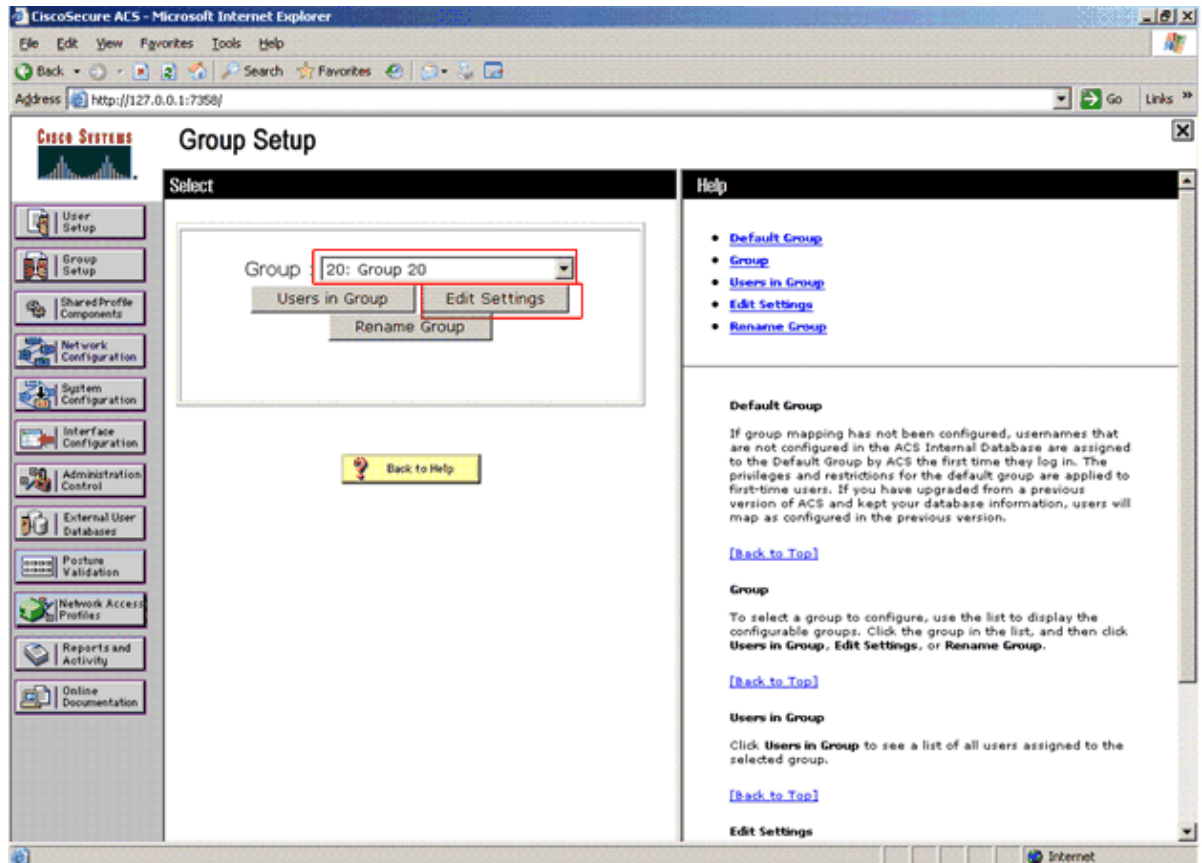 CiscoSecure ACS - Microsoft Internet Explorer
File Edit View Favorites Tools Help
Back Search Favorites
Address http://127.0.0.1:7358/ Go Links »
CISCO SYSTEMS
Group Setup
Select
User Setup
Group Setup
Shared Profile Components
Network Configuration
System Configuration
Interface Configuration
Administration Control
External User Databases
Posture Validation
Network Access Profiles
Reports and Activity
Online Documentation
Group : 20: Group 20
Users in Group Edit Settings
Rename Group
Back to Help
Help
Default Group
Group
Users in Group
Edit Settings
Rename Group
Default Group
If group mapping has not been configured, usernames that
are not configured in the ACS Internal Database are assigned
to the Default Group by ACS the first time they log in. The
privileges and restrictions for the default group are applied to
first-time users. If you have upgraded from a previous
version of ACS and kept your database information, users will
map as configured in the previous version.
[Back to Top]
Group
To select a group to configure, use the list to display the
configurable groups. Click the group in the list, and then click
Users in Group, Edit Settings, or Rename Group.
[Back to Top]
Users in Group
Click Users in Group to see a list of all users assigned to the
selected group.
[Back to Top]
Edit Settings
Internet